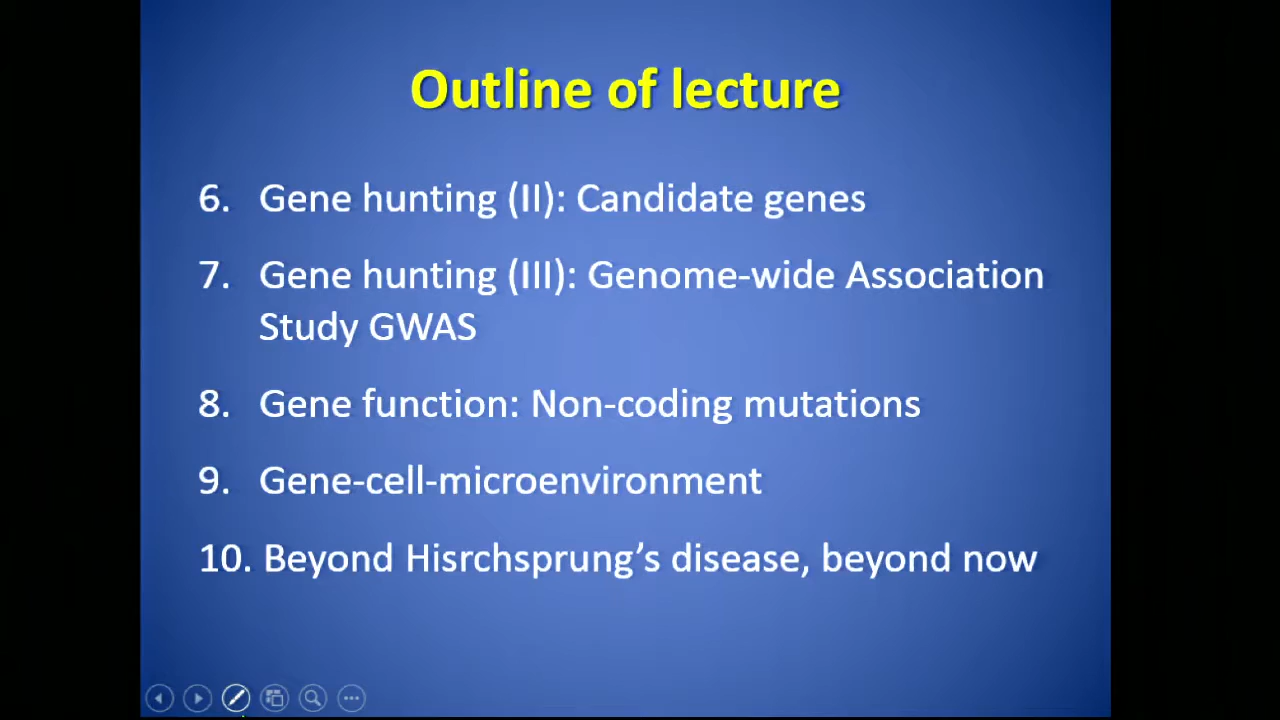 Outline of lecture
6. Gene hunting (II): Candidate genes
7. Gene hunting (III): Genome-wide Association
Study GWAS
8. Gene function: Non-coding mutations
9. Gene-cell-microenvironment
10. Beyond Hisrchsprung’s disease, beyond now